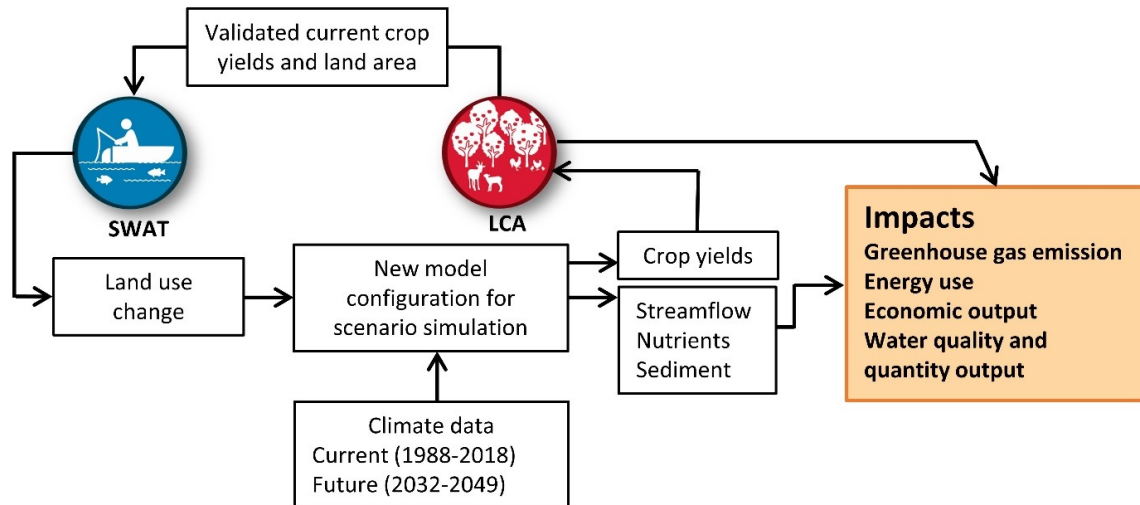 Validated current crop
yields and land area
SWAT
LCA
Land use
change
New model
configuration for
scenario simulation
Crop yields
Streamflow
Nutrients
Sediment
Climate data
Current (1988-2018)
Future (2032-2049)
Impacts
Greenhouse gas emission
Energy use
Economic output
Water quality and
quantity output